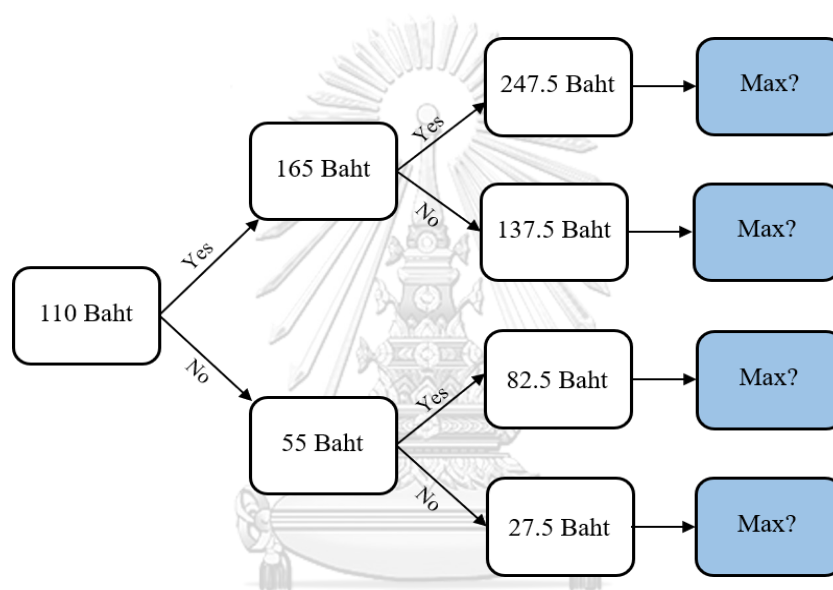 247.5 Baht
Max?
Yes
165 Baht
No
137.5 Baht
Max?
Yes
110 Baht
No
82.5 Baht
Max?
Yes
55 Baht
No
27.5 Baht
Max?